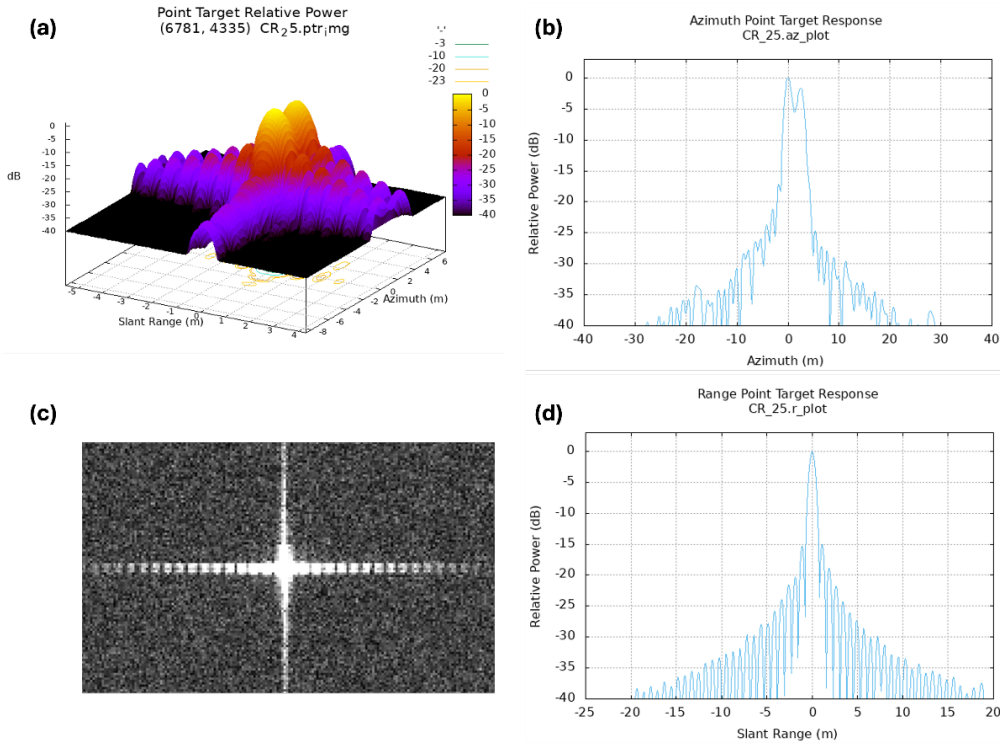 (a)
Point Target Relative Power
(6781, 4335) CR₂5.ptrᵢmg
-3
-10
-20
-23
0
-5
-10
-15
-20
-25
-30
-35
-40
dB
0
-5
-10
-15
-20
-25
-30
-35
-40
-5 -4 -3 -2 -1 0 1 2 3 4
Slant Range (m)
-8 -6 -4 -2 0 2 4 6
Azimuth (m)
(b)
Azimuth Point Target Response
CR_25.az_plot
0
-5
-10
-15
-20
-25
-30
-35
-40
Relative Power (dB)
-40 -30 -20 -10 0 10 20 30 40
Azimuth (m)
(c)
(d)
Range Point Target Response
CR_25.r_plot
0
-5
-10
-15
-20
-25
-30
-35
-40
Relative Power (dB)
-25 -20 -15 -10 -5 0 5 10 15 20
Slant Range (m)